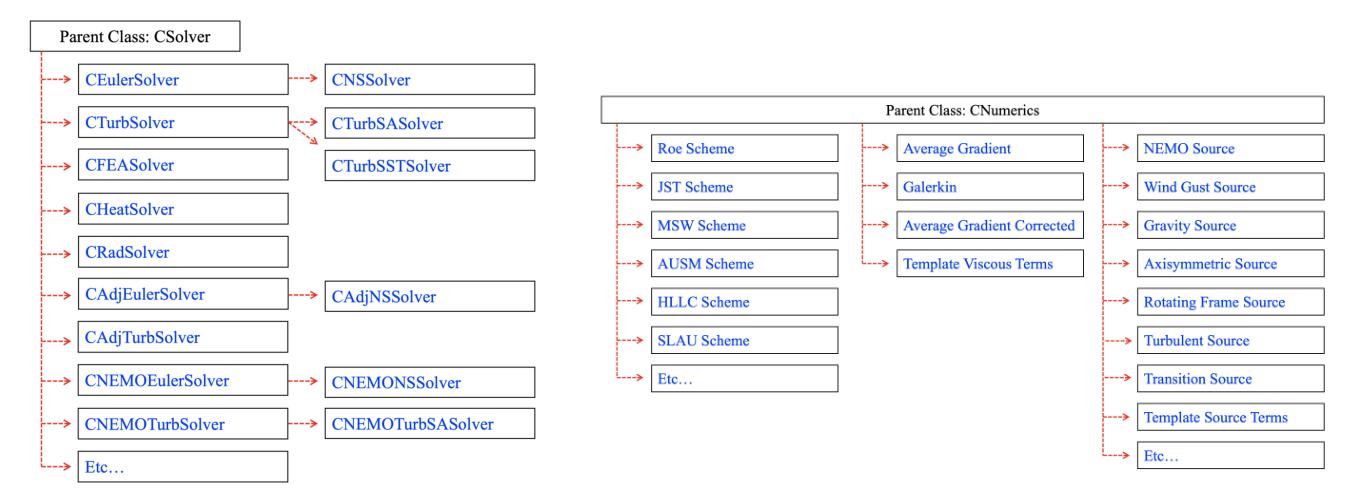 Parent Class: CSolver
CEulerSolver
CNSSolver
CTurbSolver
CTurbSASolver
CFEASolver
CTurbSSTSolver
CHeatSolver
CRadSolver
CAdjEulerSolver
CAdjNSSolver
CAdjTurbSolver
CNEMOEulerSolver
CNEMONSSolver
CNEMOTurbSolver
CNEMOTurbSASolver
Etc…
Parent Class: CNumerics
Roe Scheme
JST Scheme
MSW Scheme
AUSM Scheme
HLLC Scheme
SLAU Scheme
Etc…
Average Gradient
Galerkin
Average Gradient Corrected
Template Viscous Terms
NEMO Source
Wind Gust Source
Gravity Source
Axisymmetric Source
Rotating Frame Source
Turbulent Source
Transition Source
Template Source Terms
Etc…